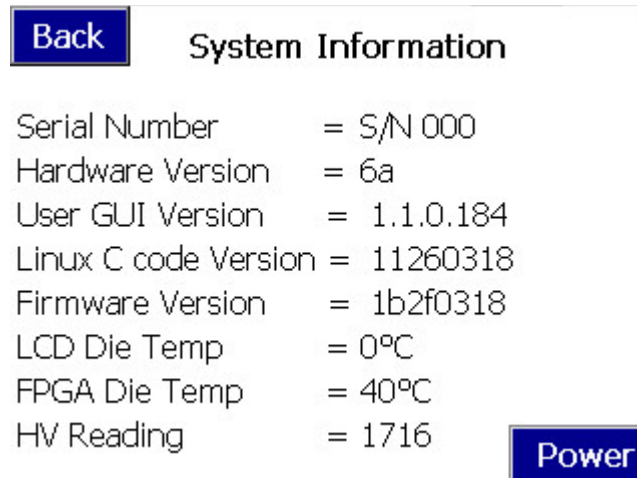 Back
System Information
Serial Number = S/N 000
Hardware Version = 6a
User GUI Version = 1.1.0.184
Linux C code Version = 11260318
Firmware Version = 1b2f0318
LCD Die Temp = 0ºC
FPGA Die Temp = 40ºC
HV Reading = 1716
Power